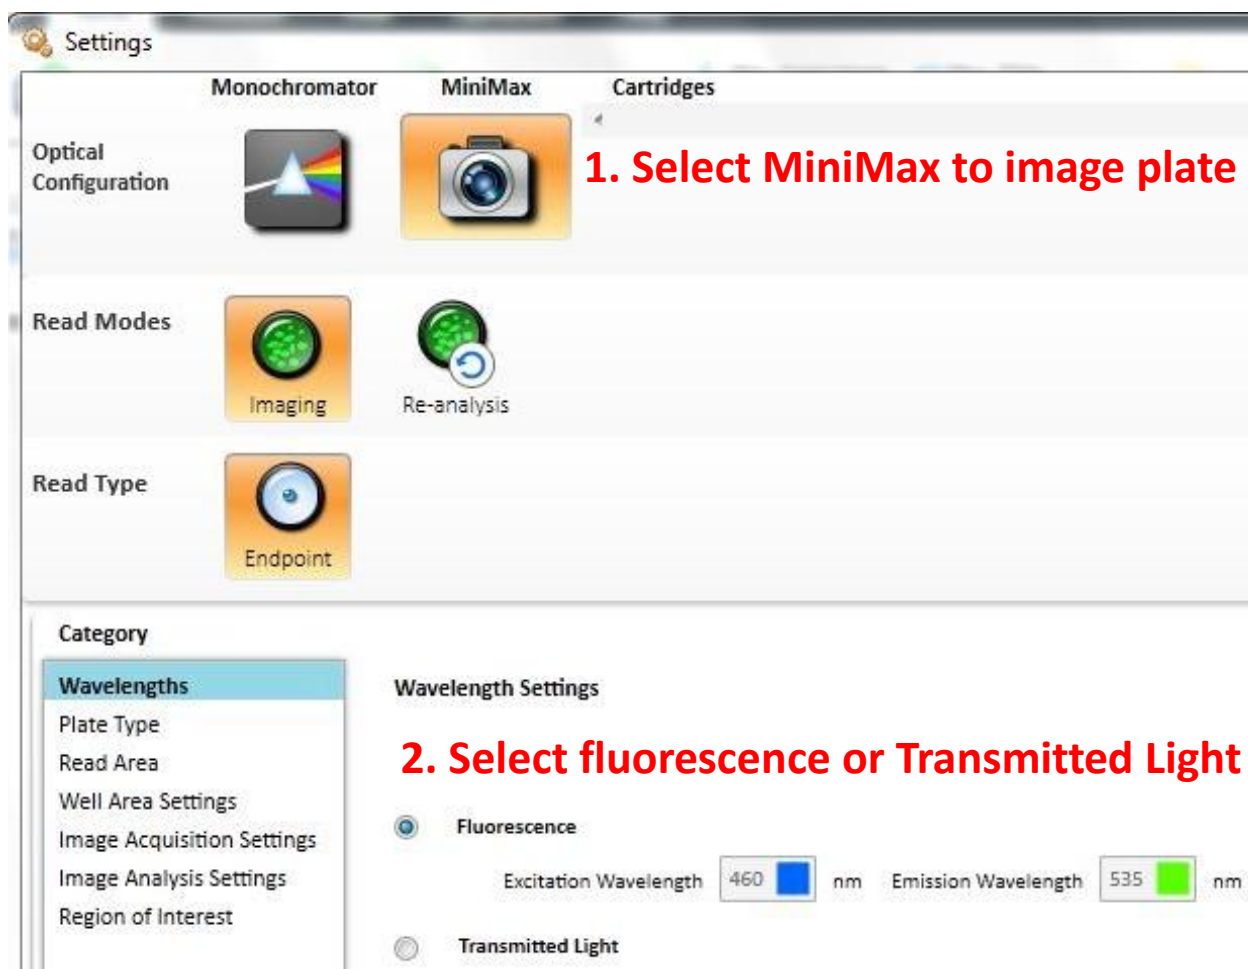 Settings
Monochromator MiniMax Cartridges
Optical
Configuration
1. Select MiniMax to image plate
Read Modes
Imaging Re-analysis
Read Type
Endpoint
Category
Wavelengths
Plate Type
Read Area
Well Area Settings
Image Acquisition Settings
Image Analysis Settings
Region of Interest
Wavelength Settings
2. Select fluorescence or Transmitted Light
Fluorescence
Excitation Wavelength 460 nm Emission Wavelength 535 nm
Transmitted Light